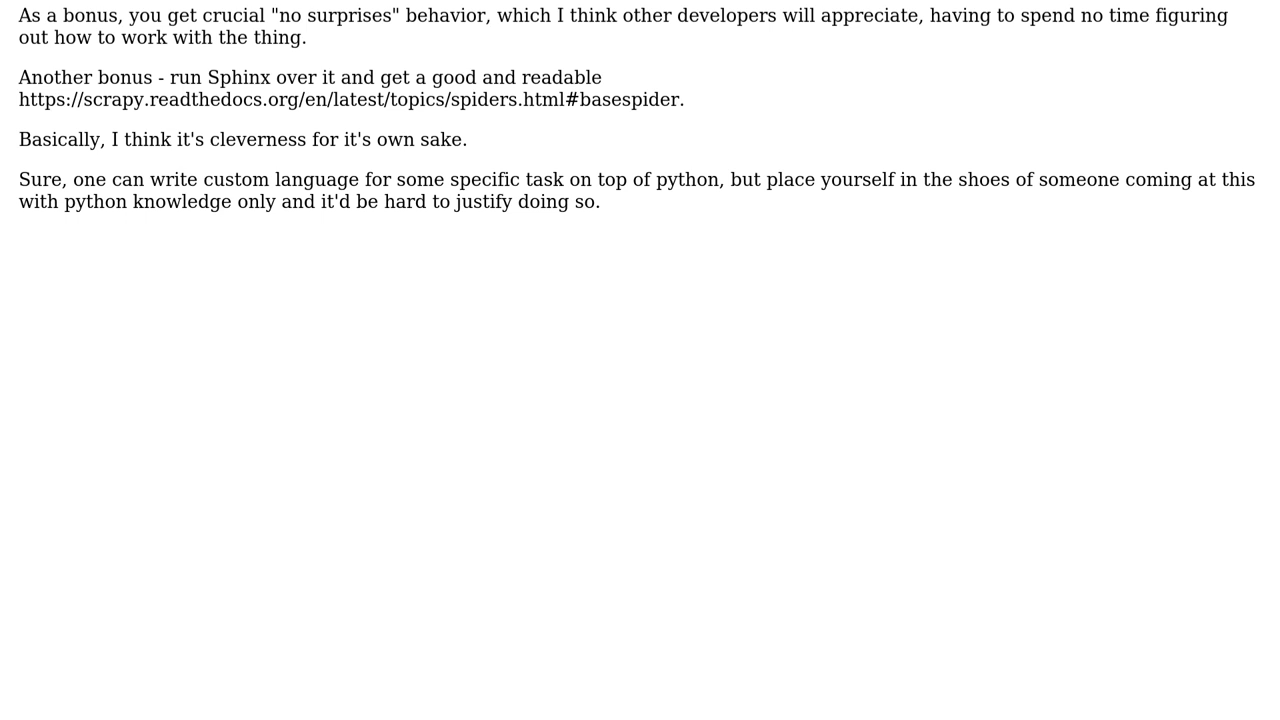 As a bonus, you get crucial "no surprises" behavior, which I think other developers will appreciate, having to spend no time figuring
out how to work with the thing.
Another bonus - run Sphinx over it and get a good and readable
https://scrapy.readthedocs.org/en/latest/topics/spiders.html#basespider.
Basically, I think it's cleverness for it's own sake.
Sure, one can write custom language for some specific task on top of python, but place yourself in the shoes of someone coming at this
with python knowledge only and it'd be hard to justify doing so.